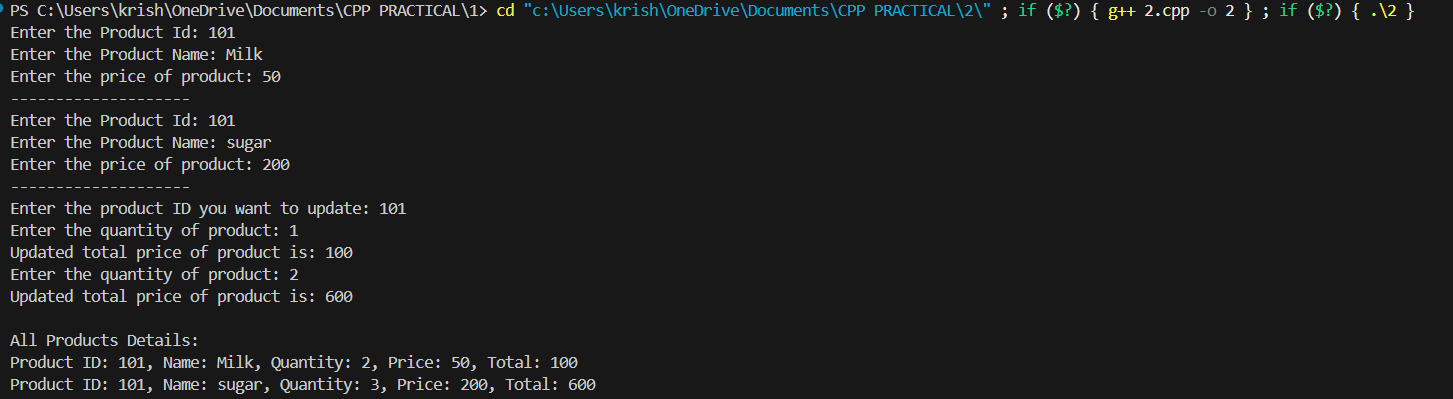 PS C:\Users\krish\OneDrive\Documents\CPP PRACTICAL\1> cd "c:\Users\krish\OneDrive\Documents\CPP PRACTICAL\2\" ; if ($?) { g++ 2.cpp -o 2 } ; if ($?) { .\2 }
Enter the Product Id: 101
Enter the Product Name: Milk
Enter the price of product: 50
--------------------
Enter the Product Id: 101
Enter the Product Name: sugar
Enter the price of product: 200
--------------------
Enter the product ID you want to update: 101
Enter the quantity of product: 1
Updated total price of product is: 100
Enter the quantity of product: 2
Updated total price of product is: 600

All Products Details:
Product ID: 101, Name: Milk, Quantity: 2, Price: 50, Total: 100
Product ID: 101, Name: sugar, Quantity: 3, Price: 200, Total: 600